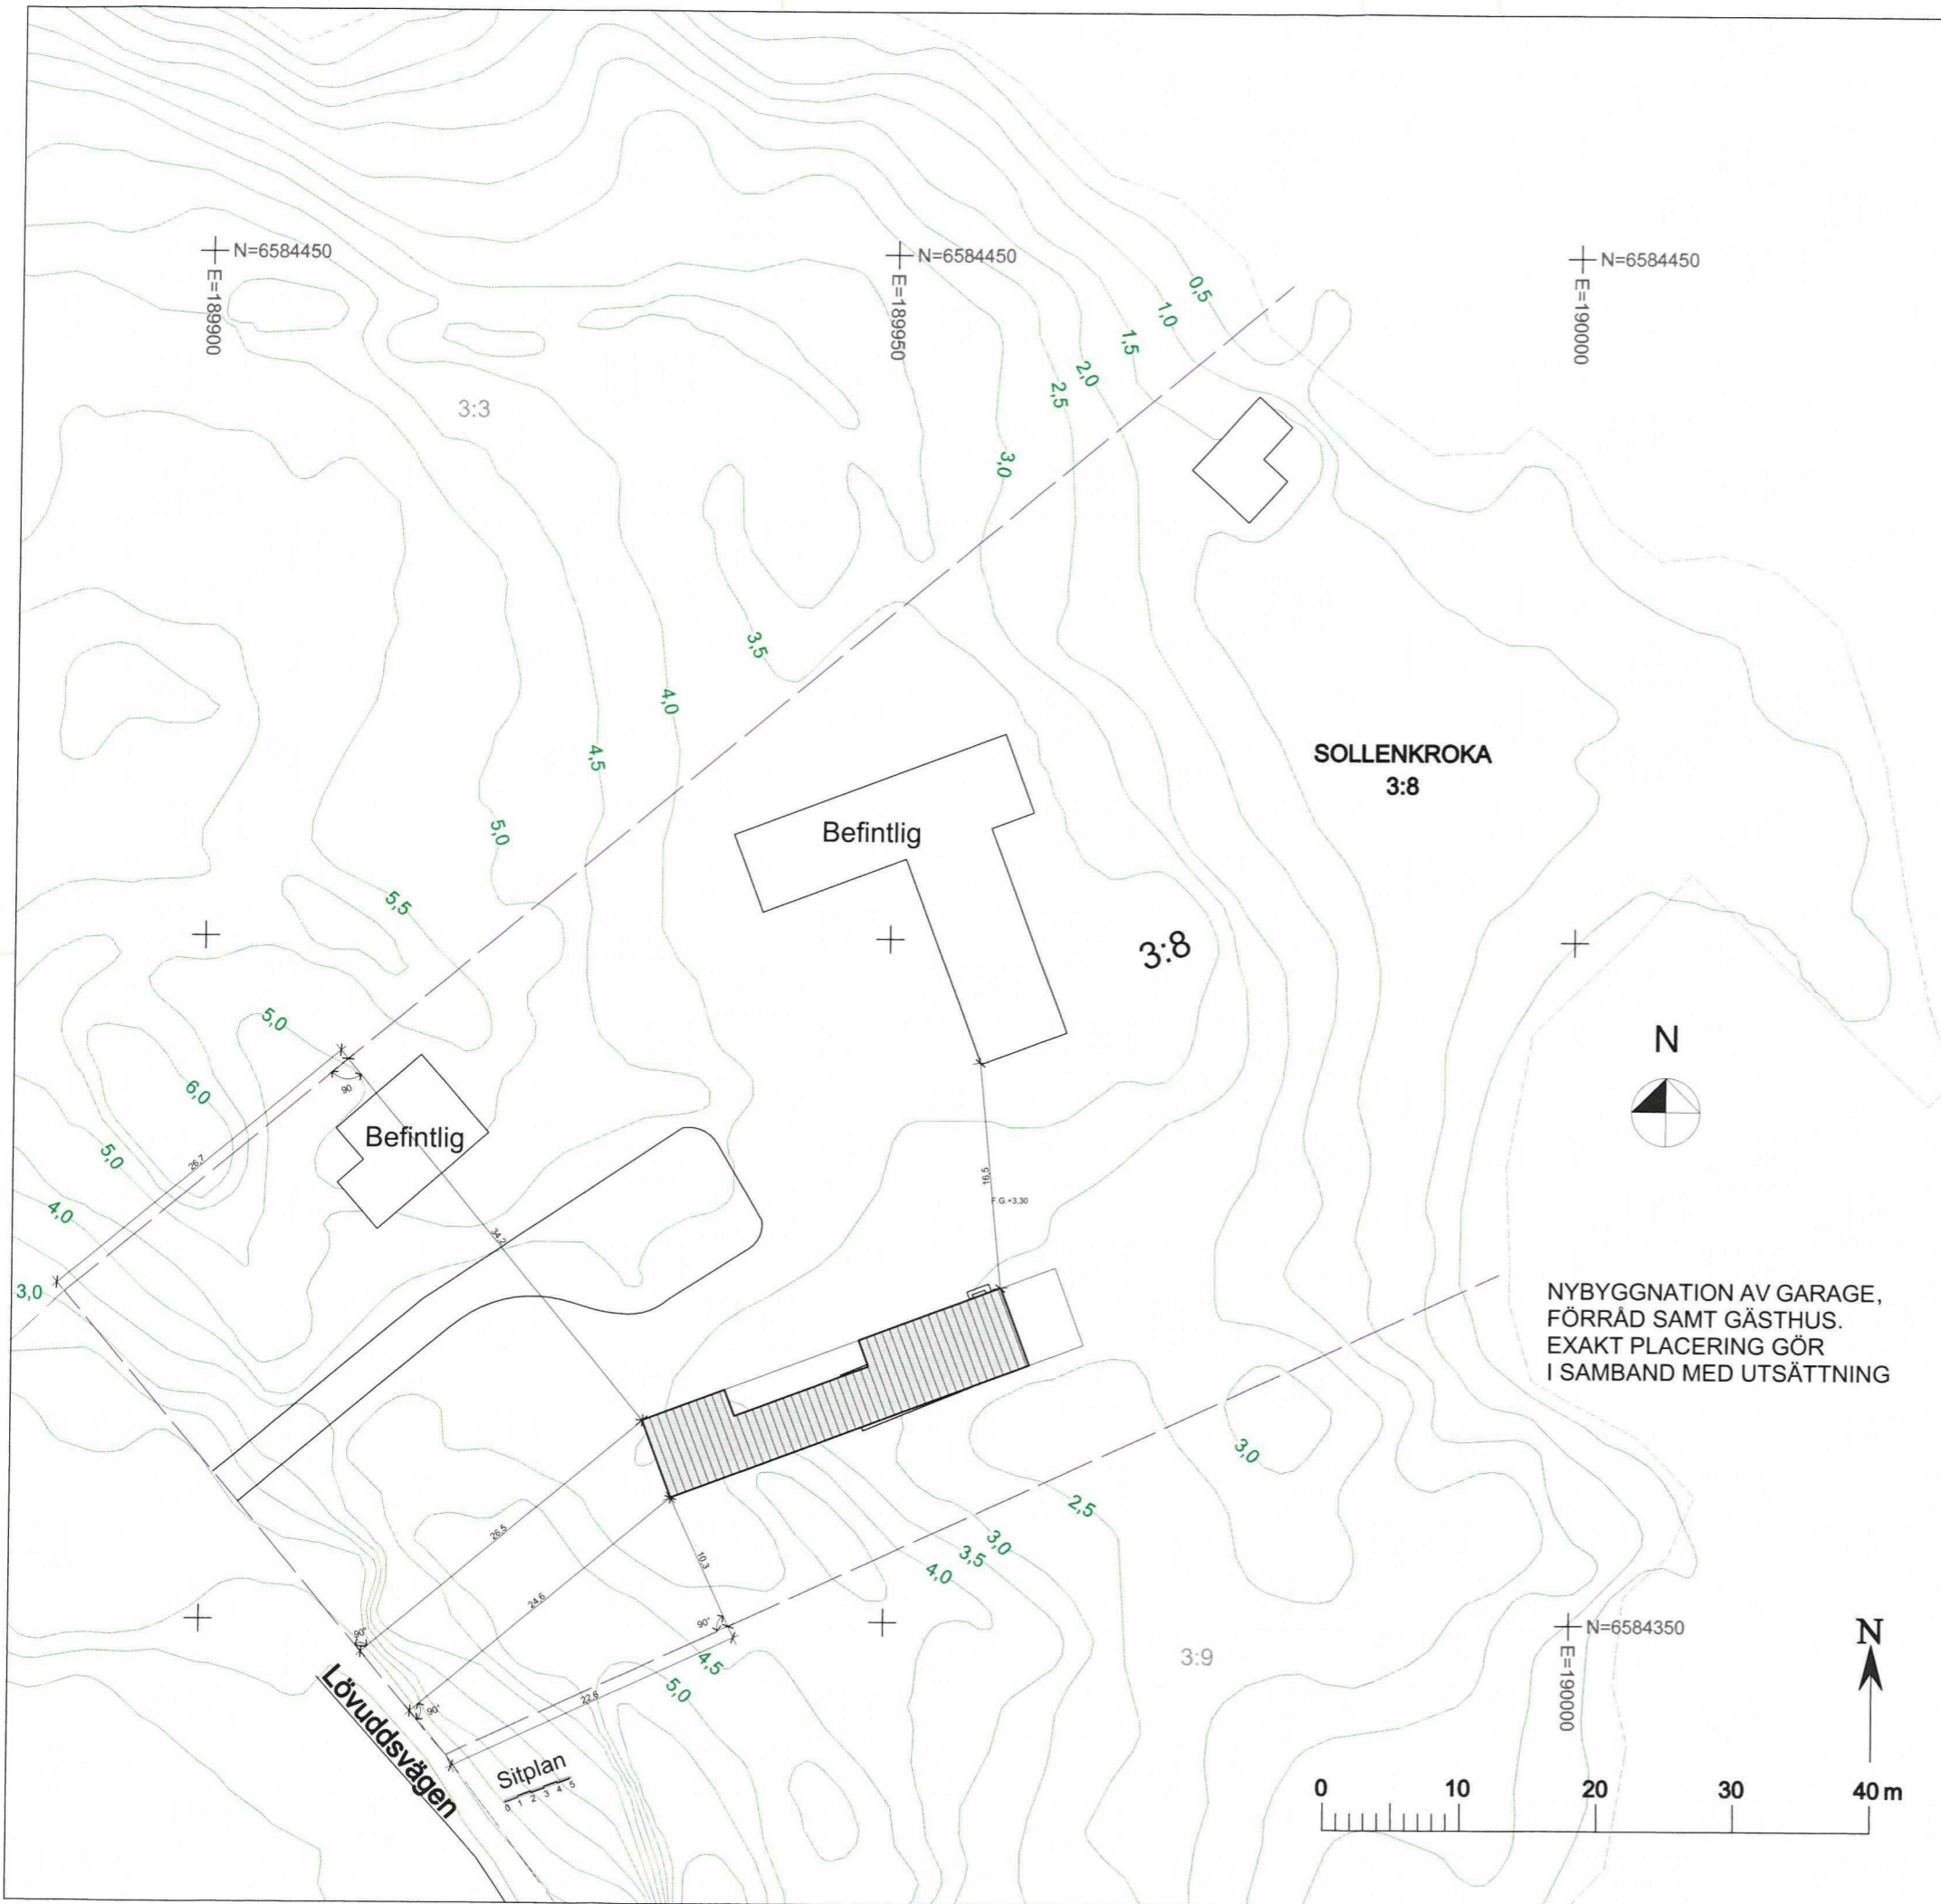 N=6584450
E=189900
N=6584450
E=189950
N=6584450
E=190000
0,5
1,0
1,5
2,0
2,5
3,0
3:3
3,5
4,0
4,5
5,0
5,5
SOLLENKROKA
3:8
Befintlig
3:8
5,0
6,0
5,0
4,0
3,0
90
26,7
Befintlig
34,2
16,5
F.G.+3,30
N
NYBYGGNATION AV GARAGE,
FÖRRÅD SAMT GÄSTHUS.
EXAKT PLACERING GÖR
I SAMBAND MED UTSÄTTNING
3,0
2,5
3,0
3,5
4,0
4,5
5,0
26,5
24,6
10,3
90°
90°
90°
22,6
3:9
N=6584350
E=190000
N
Lövuddsvägen
Sitplan
0 1 2 3 4 5
0 10 20 30 40 m